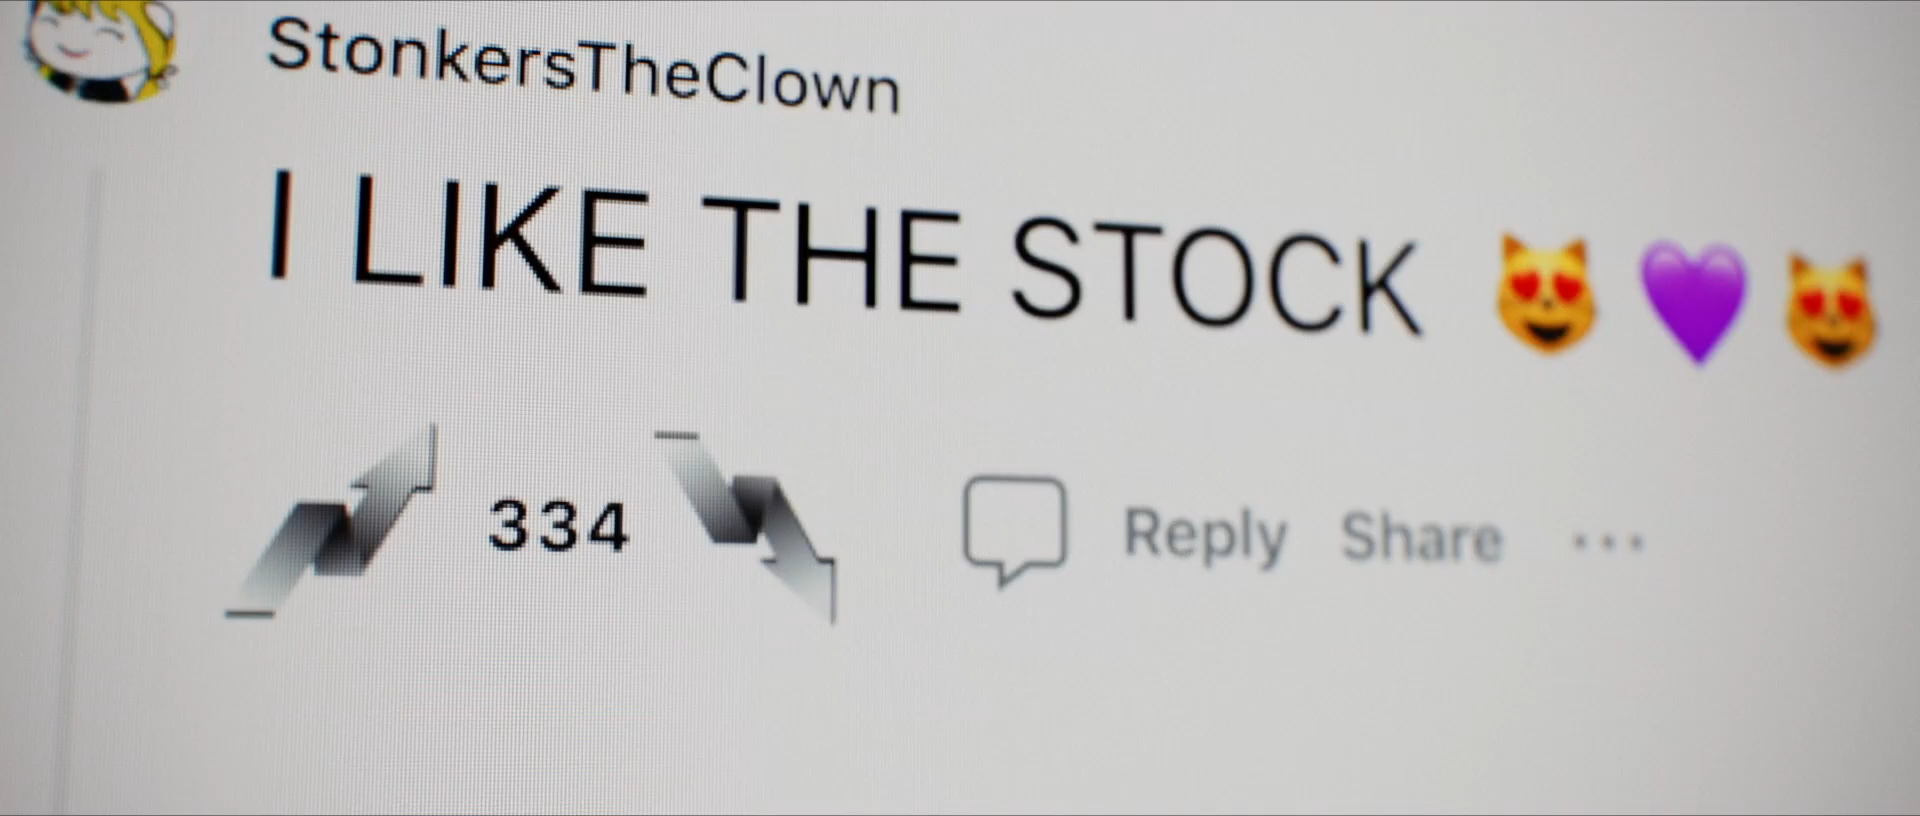 StonkersTheClown
I LIKE THE STOCK 😻 💜 😻
334 Reply Share ...